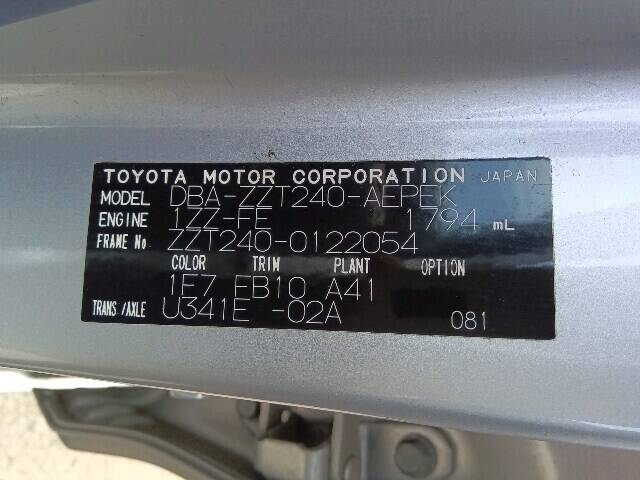 TOYOTA MOTOR CORPORATION JAPAN
MODEL DBA-ZZT240-AEPEK
ENGINE 1ZZ-FE 1794 mL
FRAME No ZZT240-0122054
COLOR TRIM PLANT OPTION
1E7 FB10 A41
TRANS./AXLE U341E -02A 081